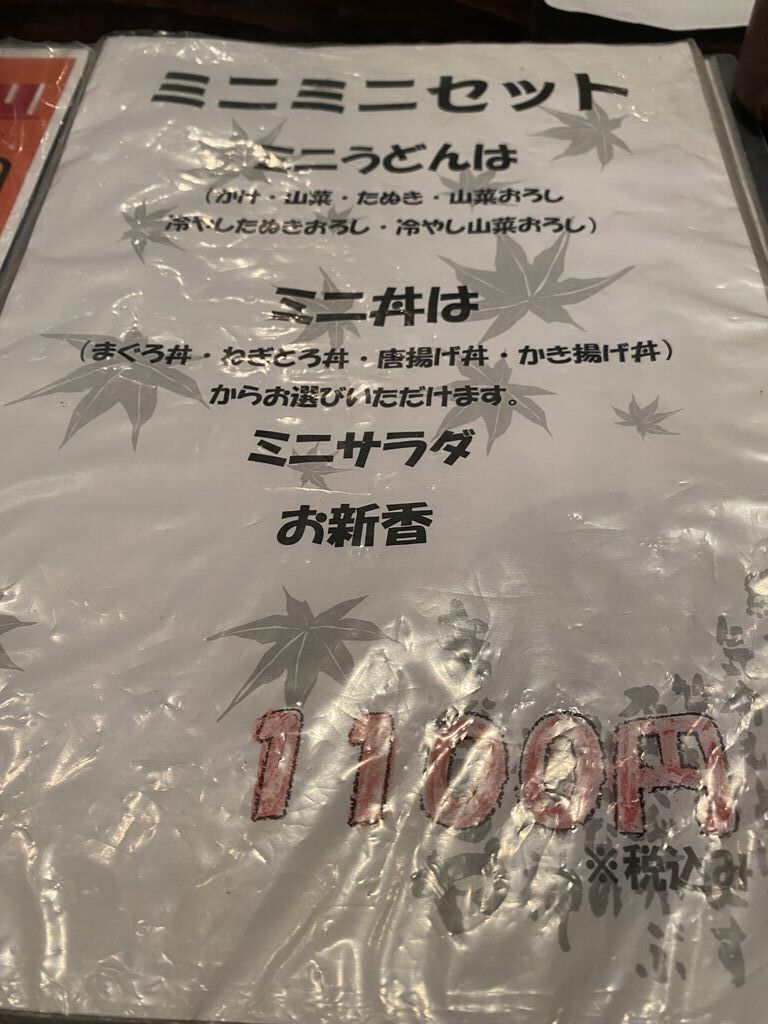 ミニミニセット
ミニうどんは
(かけ・山菜・たぬき・山菜おろし
冷やしたぬきおろし・冷やし山菜おろし)
ミニ丼は
(まぐろ丼・ねぎとろ丼・唐揚げ丼・かき揚げ丼)
からお選びいただけます。
ミニサラダ
お新香
1100円
※税込み